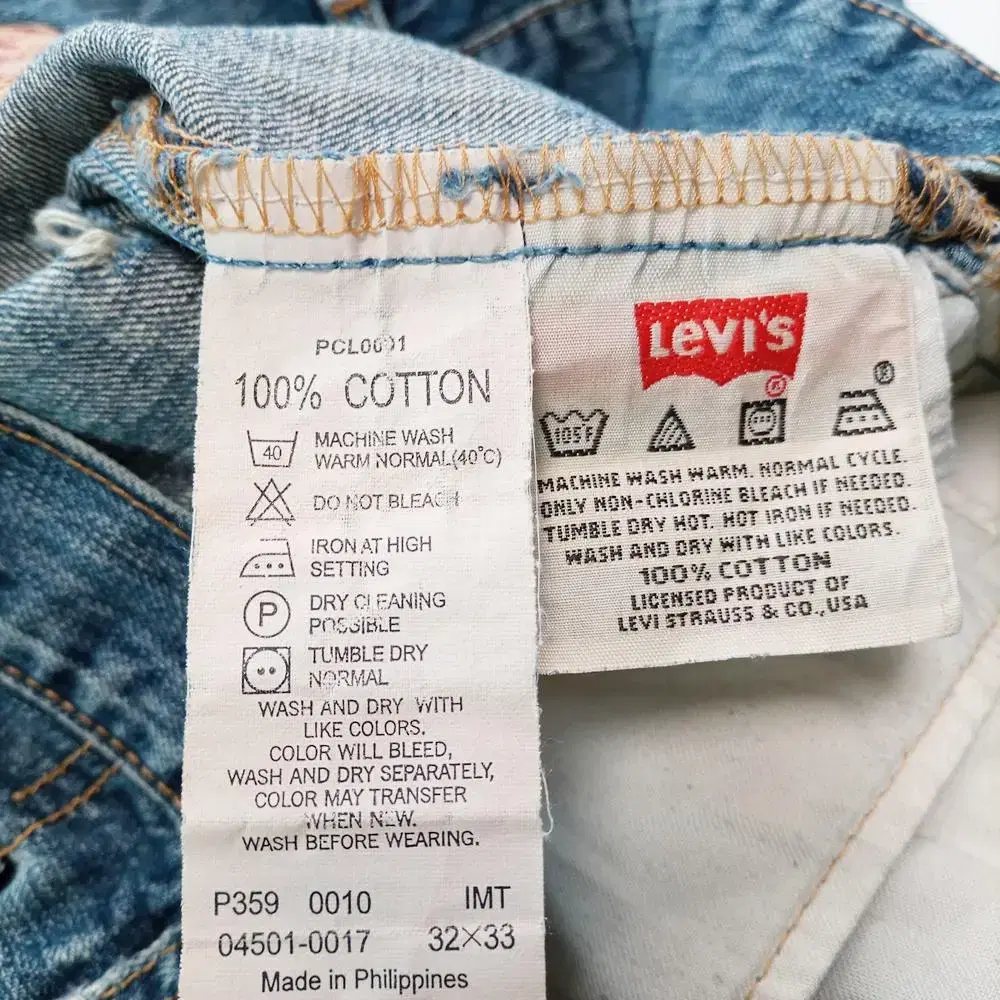 PCL0001
100% COTTON
40
MACHINE WASH
WARM NORMAL(40°C)
DO NOT BLEACH
IRON AT HIGH
SETTING
P
DRY CLEANING
POSSIBLE
TUMBLE DRY
NORMAL
WASH AND DRY WITH
LIKE COLORS.
COLOR WILL BLEED,
WASH AND DRY SEPARATELY,
COLOR MAY TRANSFER
WHEN NEW.
WASH BEFORE WEARING.
P359 0010 IMT
04501-0017 32×33
Made in Philippines
LEVI'S
®
105F
®
MACHINE WASH WARM. NORMAL CYCLE.
ONLY NON-CHLORINE BLEACH IF NEEDED.
TUMBLE DRY HOT. HOT IRON IF NEEDED.
WASH AND DRY WITH LIKE COLORS.
100% COTTON
LICENSED PRODUCT OF
LEVI STRAUSS & CO.,USA